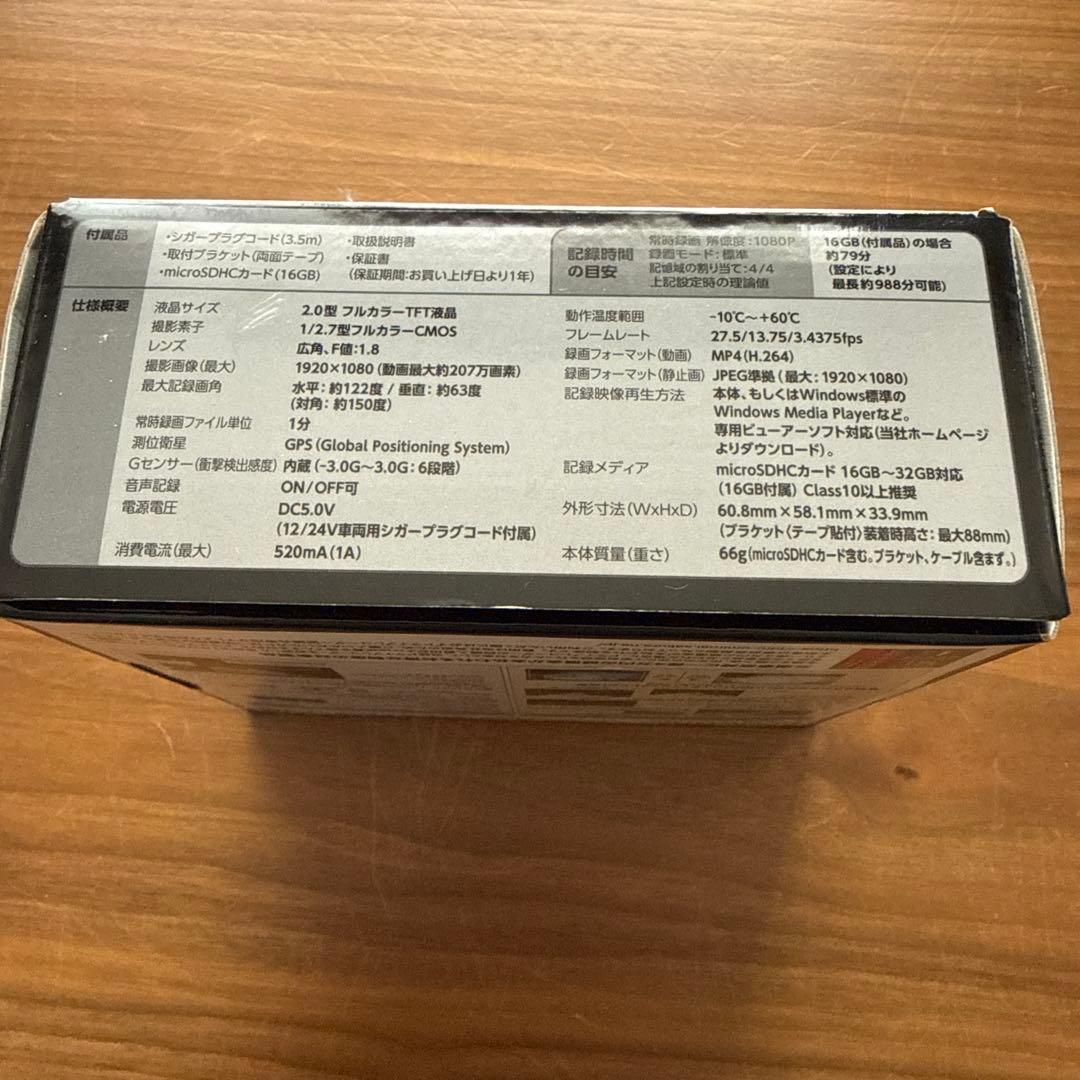 付属品
・シガープラグコード(3.5m)
・取付ブラケット(両面テープ)
・microSDHCカード(16GB)
・取扱説明書
・保証書
(保証期間:お買い上げ日より1年)
記録時間
の目安
常時録画 解像度:1080P
録画モード:標準
記憶域の割り当て:4/4
上記設定時の理論値
16GB(付属品)の場合
約79分
(設定により
最長約988分可能)
仕様概要
液晶サイズ 2.0型 フルカラーTFT液晶
撮影素子 1/2.7型フルカラーCMOS
レンズ 広角、F値:1.8
撮影画像(最大) 1920×1080(動画最大約207万画素)
最大記録画角 水平:約122度 / 垂直:約63度
(対角:約150度)
常時録画ファイル単位 1分
測位衛星 GPS(Global Positioning System)
Gセンサー(衝撃検出感度) 内蔵(-3.0G〜3.0G:6段階)
音声記録 ON/OFF可
電源電圧 DC5.0V
(12/24V車両用シガープラグコード付属)
消費電流(最大) 520mA(1A)
動作温度範囲 -10℃〜+60℃
フレームレート 27.5/13.75/3.4375fps
録画フォーマット(動画) MP4(H.264)
録画フォーマット(静止画) JPEG準拠(最大:1920×1080)
記録映像再生方法 本体、もしくはWindows標準の
Windows Media Playerなど。
専用ビューアーソフト対応(当社ホームページ
よりダウンロード)。
記録メディア microSDHCカード 16GB〜32GB対応
(16GB付属) Class10以上推奨
外形寸法(W×H×D) 60.8mm×58.1mm×33.9mm
(ブラケット(テープ貼付)装着時高さ:最大88mm)
本体質量(重さ) 66g(microSDHCカード含む。ブラケット、ケーブル含まず。)